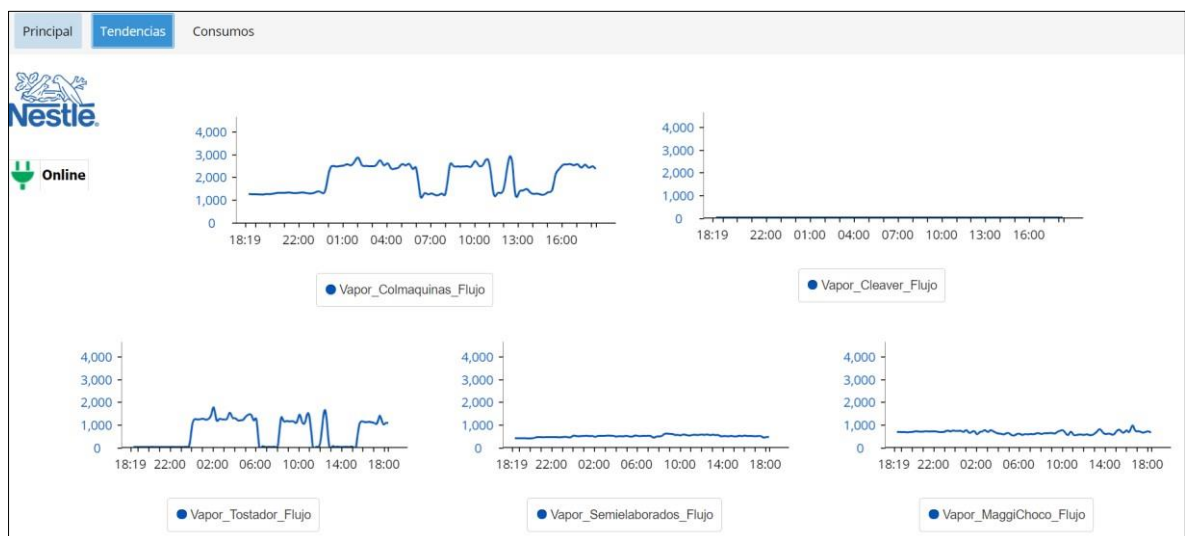 Principal Tendencias Consumos
Nestlé.
Online
4,000
3,000
2,000
1,000
0
18:19 22:00 01:00 04:00 07:00 10:00 13:00 16:00
Vapor_Colmaquinas_Flujo
4,000
3,000
2,000
1,000
0
18:19 22:00 01:00 04:00 07:00 10:00 13:00 16:00
Vapor_Cleaver_Flujo
4,000
3,000
2,000
1,000
0
18:19 22:00 02:00 06:00 10:00 14:00 18:00
Vapor_Tostador_Flujo
4,000
3,000
2,000
1,000
0
18:19 22:00 02:00 06:00 10:00 14:00 18:00
Vapor_Semielaborados_Flujo
4,000
3,000
2,000
1,000
0
18:19 22:00 02:00 06:00 10:00 14:00 18:00
Vapor_MaggiChoco_Flujo